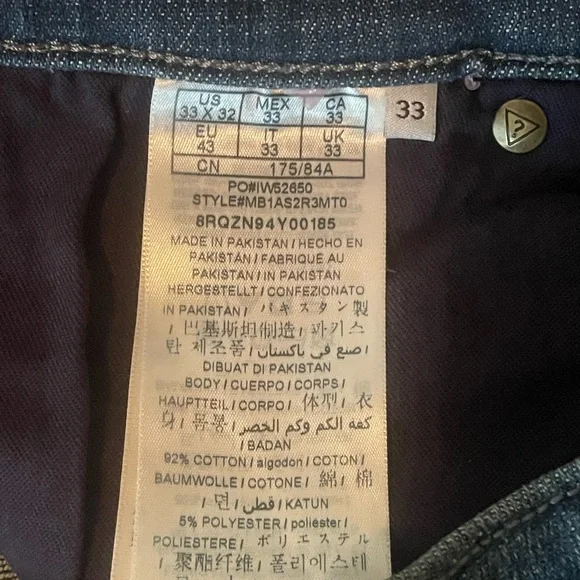 US MEX CA
33 X 32 33 33
EU IT UK
43 33 33
CN 175/84A
33
?
PO#IW52650
STYLE#MB1AS2R3MT0
8RQZN94Y00185
MADE IN PAKISTAN / HECHO EN
PAKISTAN / FABRIQUE AU
PAKISTAN / IN PAKISTAN
HERGESTELLT / CONFEZIONATO
IN PAKISTAN / パキスタン製
/ 巴基斯坦制造 / 파키스
탄 제조품 / صنع في باكستان /
DIBUAT DI PAKISTAN
BODY / CUERPO / CORPS /
HAUPTTEIL / CORPO / 体型 / 衣
身 / 몸통 / كفه الكم وكم الخصر
/ BADAN
92% COTTON / algodon / COTON /
BAUMWOLLE / COTONE / 綿 / 棉
/ 면 / قطن / KATUN
5% POLYESTER / poliéster /
POLIESTERE / ポリエステル
/ 聚酯纤维 / 폴리에스테